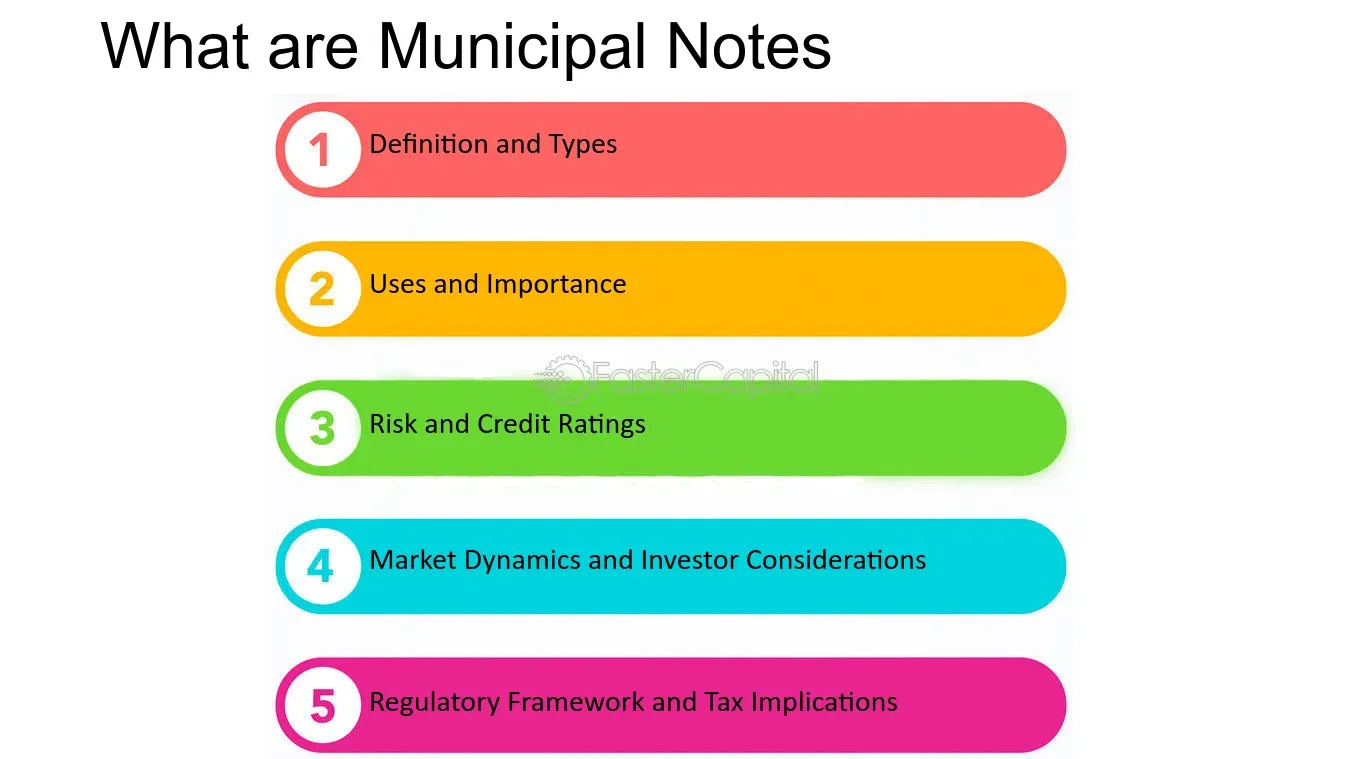 What are Municipal Notes
1
Definition and Types
2
Uses and Importance
FasterCapital
3
Risk and Credit Ratings
4
Market Dynamics and Investor Considerations
5
Regulatory Framework and Tax Implications